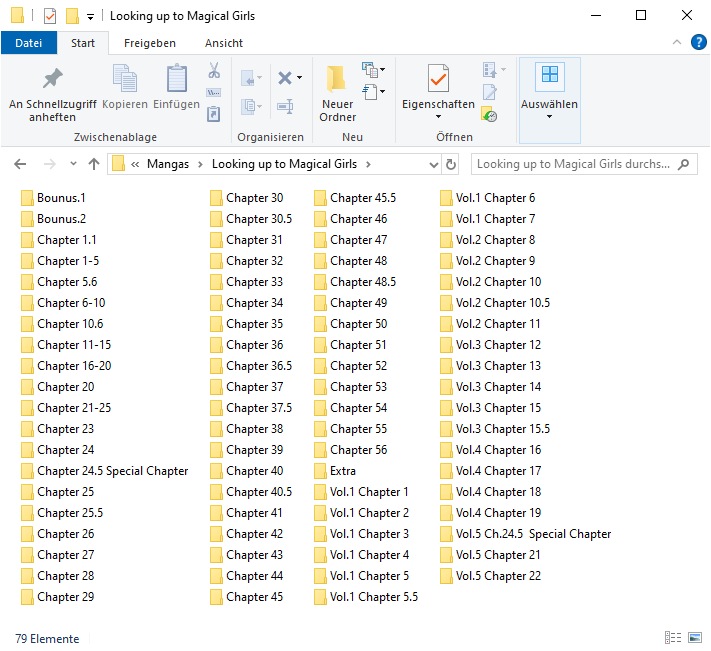 Looking up to Magical Girls
Datei Start Freigeben Ansicht
An Schnellzugriff anheften
Kopieren
Einfügen
Neuer Ordner
Eigenschaften
Auswählen
Zwischenablage Organisieren Neu Öffnen
« Mangas > Looking up to Magical Girls >
Looking up to Magical Girls durchs...
Bounus.1
Bounus.2
Chapter 1.1
Chapter 1-5
Chapter 5.6
Chapter 6-10
Chapter 10.6
Chapter 11-15
Chapter 16-20
Chapter 20
Chapter 21-25
Chapter 23
Chapter 24
Chapter 24.5 Special Chapter
Chapter 25
Chapter 25.5
Chapter 26
Chapter 27
Chapter 28
Chapter 29
Chapter 30
Chapter 30.5
Chapter 31
Chapter 32
Chapter 33
Chapter 34
Chapter 35
Chapter 36
Chapter 36.5
Chapter 37
Chapter 37.5
Chapter 38
Chapter 39
Chapter 40
Chapter 40.5
Chapter 41
Chapter 42
Chapter 43
Chapter 44
Chapter 45
Chapter 45.5
Chapter 46
Chapter 47
Chapter 48
Chapter 48.5
Chapter 49
Chapter 50
Chapter 51
Chapter 52
Chapter 53
Chapter 54
Chapter 55
Chapter 56
Extra
Vol.1 Chapter 1
Vol.1 Chapter 2
Vol.1 Chapter 3
Vol.1 Chapter 4
Vol.1 Chapter 5
Vol.1 Chapter 5.5
Vol.1 Chapter 6
Vol.1 Chapter 7
Vol.2 Chapter 8
Vol.2 Chapter 9
Vol.2 Chapter 10
Vol.2 Chapter 10.5
Vol.2 Chapter 11
Vol.3 Chapter 12
Vol.3 Chapter 13
Vol.3 Chapter 14
Vol.3 Chapter 15
Vol.3 Chapter 15.5
Vol.4 Chapter 16
Vol.4 Chapter 17
Vol.4 Chapter 18
Vol.4 Chapter 19
Vol.5 Ch.24.5  Special Chapter
Vol.5 Chapter 21
Vol.5 Chapter 22
79 Elemente